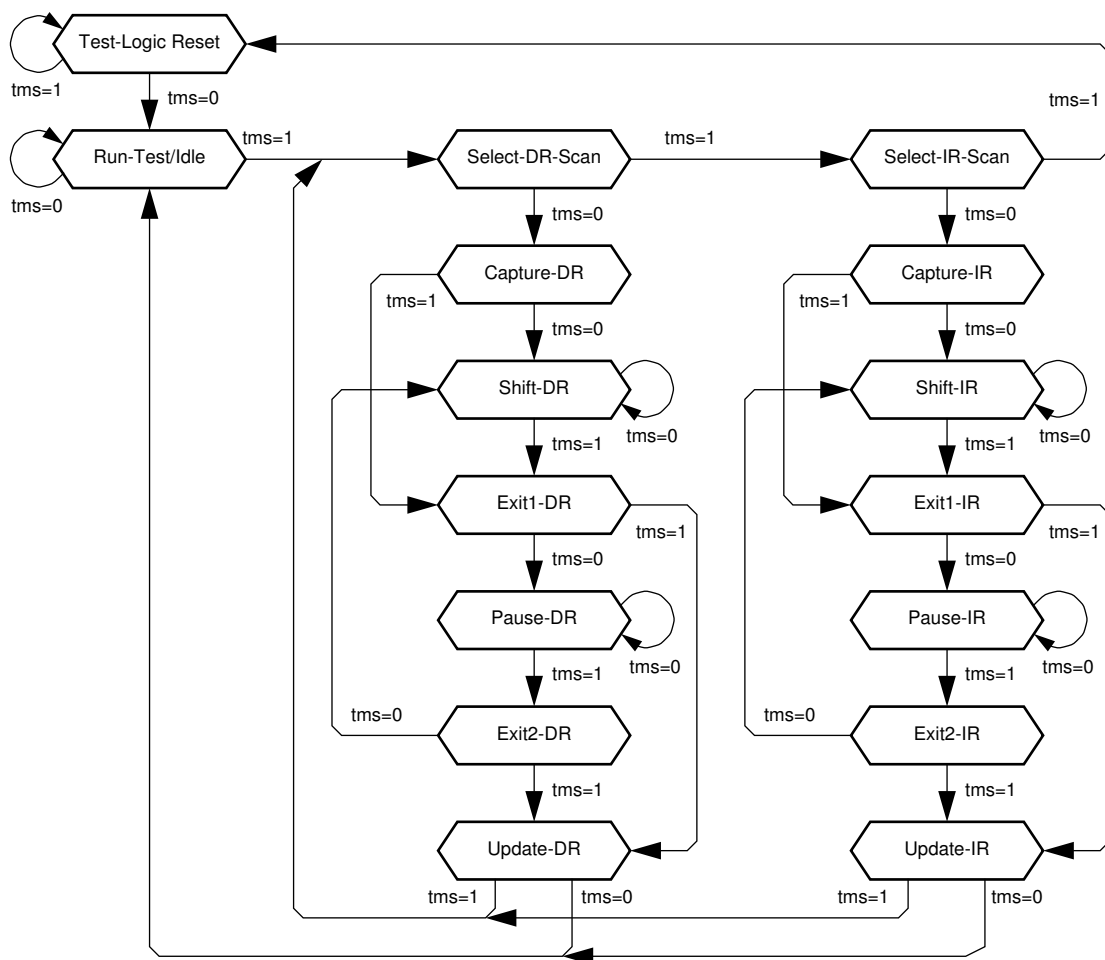 Test-Logic Reset
tms=1
tms=0
tms=1
Run-Test/Idle
tms=1
Select-DR-Scan
tms=1
Select-IR-Scan
tms=0
tms=0
tms=0
Capture-DR
Capture-IR
tms=1
tms=1
tms=0
tms=0
Shift-DR
Shift-IR
tms=1
tms=0
tms=1
tms=0
Exit1-DR
Exit1-IR
tms=1
tms=1
tms=0
tms=0
Pause-DR
Pause-IR
tms=0
tms=0
tms=1
tms=1
tms=0
tms=0
Exit2-DR
Exit2-IR
tms=1
tms=1
Update-DR
Update-IR
tms=1
tms=0
tms=1
tms=0